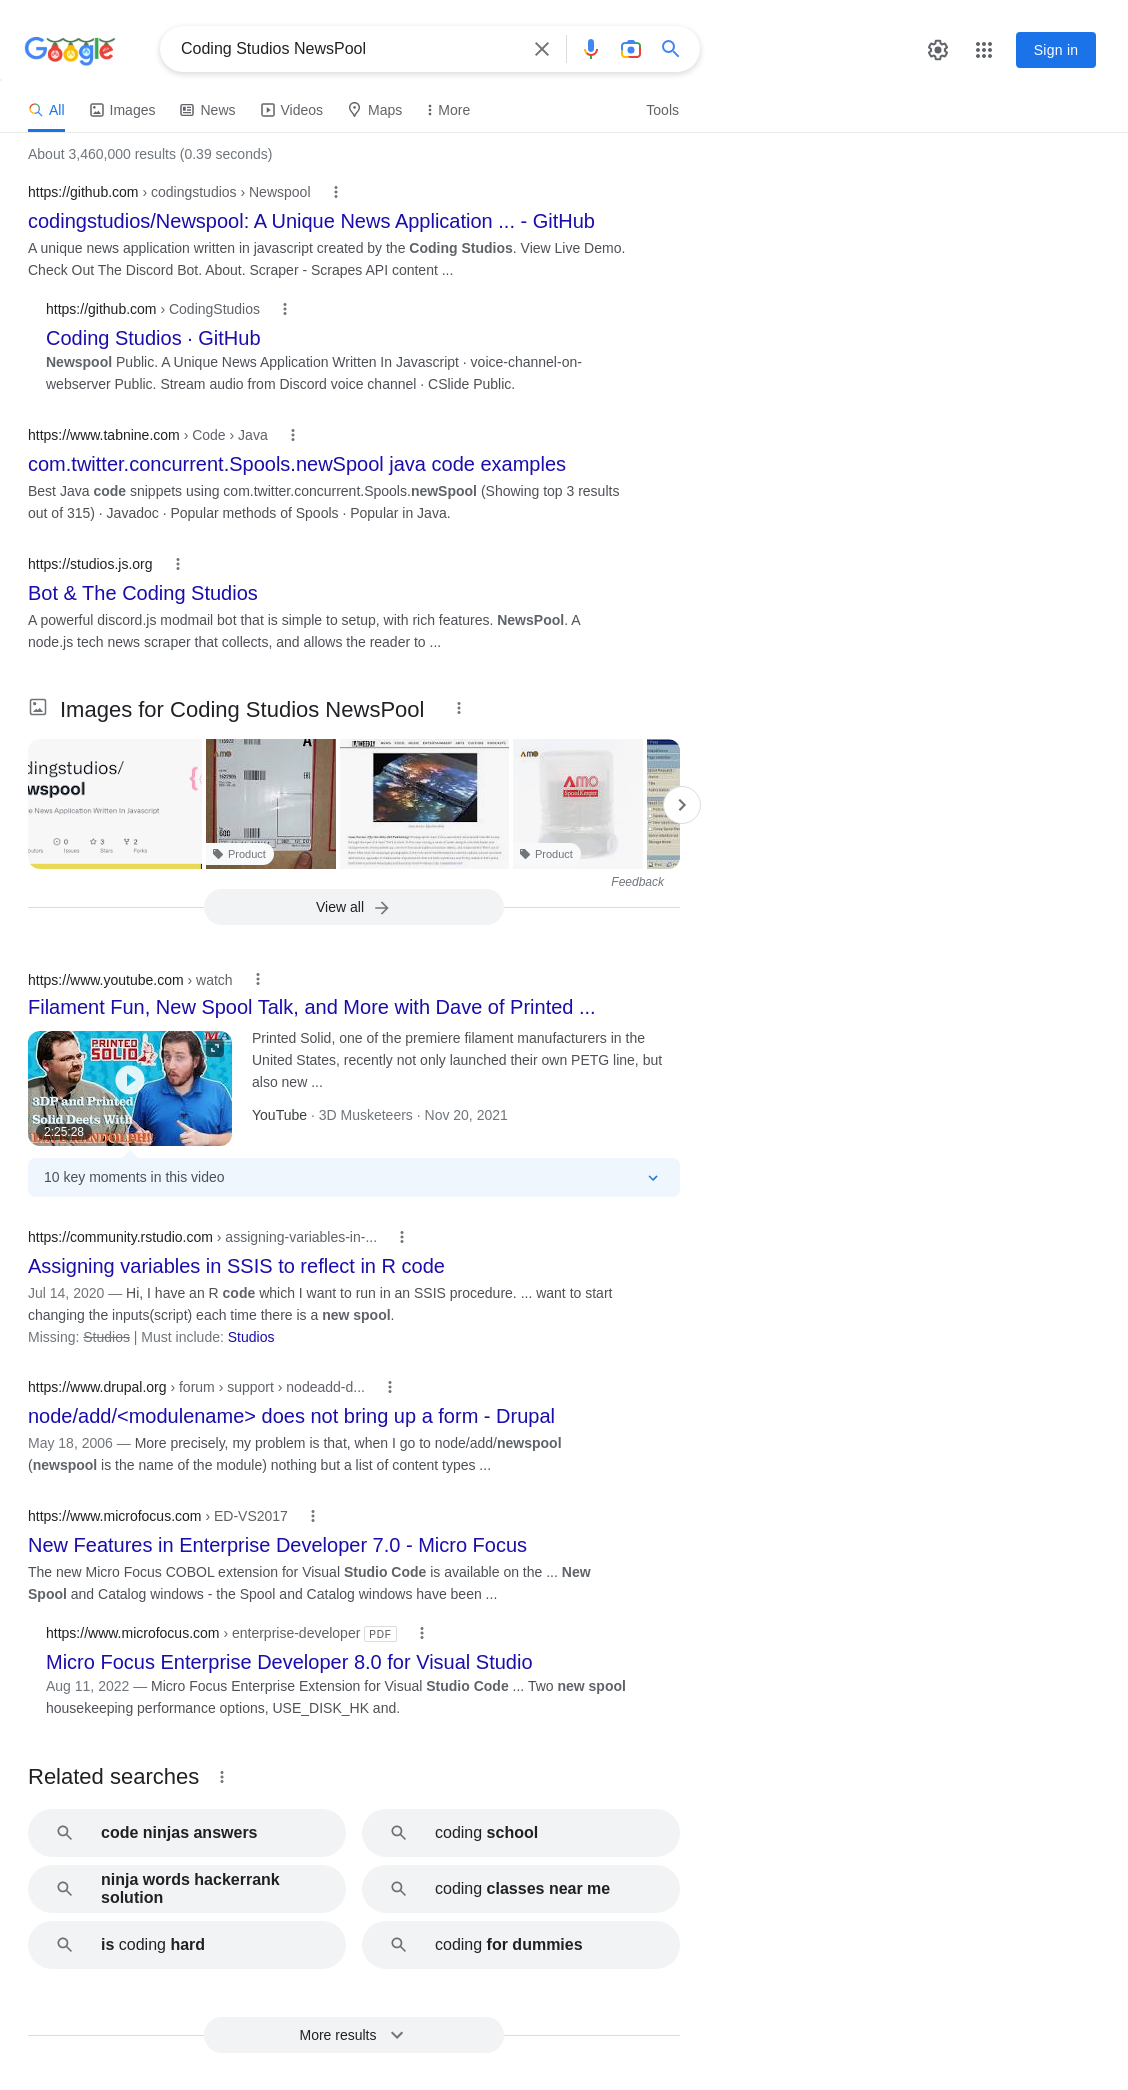 Google
Coding Studios NewsPool
Sign in
All
Images
News
Videos
Maps
More
Tools
About 3,460,000 results (0.39 seconds)
https://github.com › codingstudios › Newspool
codingstudios/Newspool: A Unique News Application ... - GitHub
A unique news application written in javascript created by the Coding Studios. View Live Demo.
Check Out The Discord Bot. About. Scraper - Scrapes API content ...
https://github.com › CodingStudios
Coding Studios · GitHub
Newspool Public. A Unique News Application Written In Javascript · voice-channel-on-
webserver Public. Stream audio from Discord voice channel · CSlide Public.
https://www.tabnine.com › Code › Java
com.twitter.concurrent.Spools.newSpool java code examples
Best Java code snippets using com.twitter.concurrent.Spools.newSpool (Showing top 3 results
out of 315) · Javadoc · Popular methods of Spools · Popular in Java.
https://studios.js.org
Bot & The Coding Studios
A powerful discord.js modmail bot that is simple to setup, with rich features. NewsPool. A
node.js tech news scraper that collects, and allows the reader to ...
Images for Coding Studios NewsPool
dingstudios/
wspool
e News Application Written In Javascript
0
Issues
3
Stars
2
Forks
AMO
Product
AMO
AMO
SpoolKeeper
Product
Feedback
View all
https://www.youtube.com › watch
Filament Fun, New Spool Talk, and More with Dave of Printed ...
PRINTED
SOLID
3DP and Printed
Solid Deets With
2:25:28
Printed Solid, one of the premiere filament manufacturers in the
United States, recently not only launched their own PETG line, but
also new ...
YouTube · 3D Musketeers · Nov 20, 2021
10 key moments in this video
https://community.rstudio.com › assigning-variables-in-...
Assigning variables in SSIS to reflect in R code
Jul 14, 2020 — Hi, I have an R code which I want to run in an SSIS procedure. ... want to start
changing the inputs(script) each time there is a new spool.
Missing: Studios | Must include: Studios
https://www.drupal.org › forum › support › nodeadd-d...
node/add/<modulename> does not bring up a form - Drupal
May 18, 2006 — More precisely, my problem is that, when I go to node/add/newspool
(newspool is the name of the module) nothing but a list of content types ...
https://www.microfocus.com › ED-VS2017
New Features in Enterprise Developer 7.0 - Micro Focus
The new Micro Focus COBOL extension for Visual Studio Code is available on the ... New
Spool and Catalog windows - the Spool and Catalog windows have been ...
https://www.microfocus.com › enterprise-developer PDF
Micro Focus Enterprise Developer 8.0 for Visual Studio
Aug 11, 2022 — Micro Focus Enterprise Extension for Visual Studio Code ... Two new spool
housekeeping performance options, USE_DISK_HK and.
Related searches
code ninjas answers
coding school
ninja words hackerrank
solution
coding classes near me
is coding hard
coding for dummies
More results